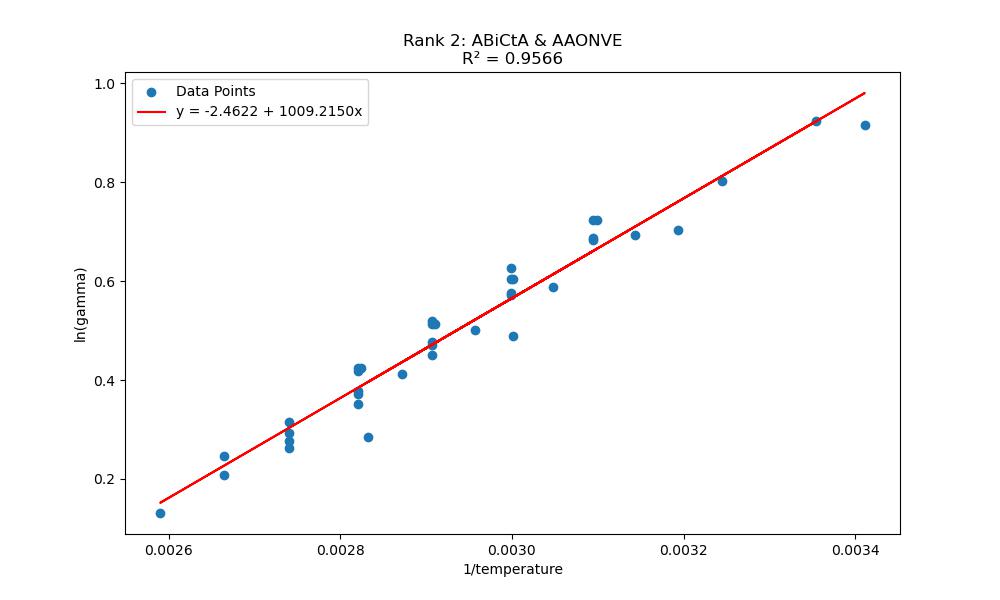 Rank 2: ABiCtA & AAONVE
R² = 0.9566
Data Points
y = -2.4622 + 1009.2150x
1.0
0.8
0.6
0.4
0.2
ln(gamma)
0.0026 0.0028 0.0030 0.0032 0.0034
1/temperature